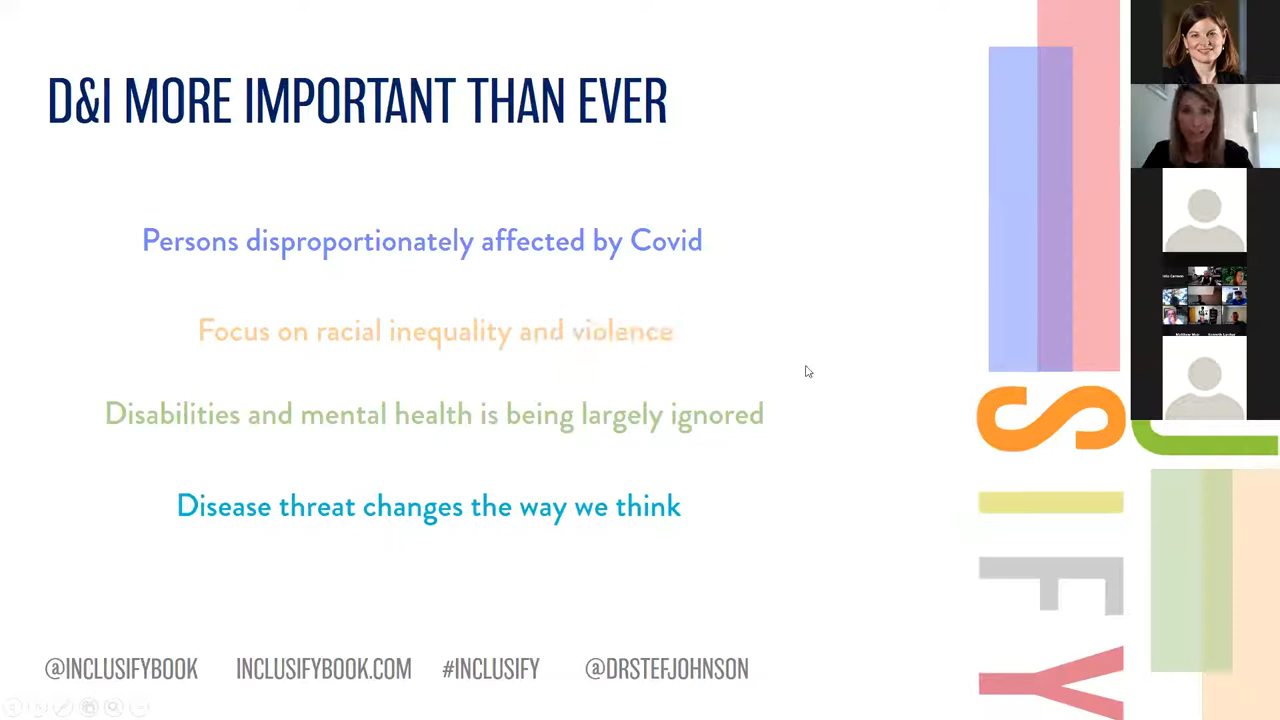 D&I MORE IMPORTANT THAN EVER
Persons disproportionately affected by Covid
Focus on racial inequality and violence
Disabilities and mental health is being largely ignored
Disease threat changes the way we think
@INCLUSIFYBOOK INCLUSIFYBOOK.COM #INCLUSIFY @DRSTEFJOHNSON
SIFY